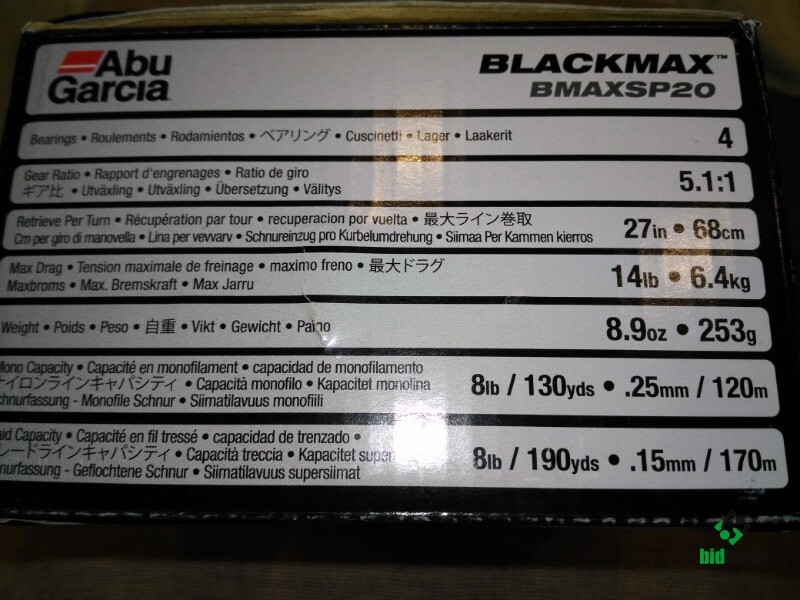 Abu
Garcia
BLACKMAX™
BMAXSP20
Bearings • Roulements • Rodamientos • ベアリング • Cuscinetti • Lager • Laakerit
4
Gear Ratio • Rapport d'engrenages • Ratio de giro
ギア比 • Utväxling • Utväxling • Übersetzung • Välitys
5.1:1
Retrieve Per Turn • Récupération par tour • recuperacion por vuelta • 最大ライン巻取
Cm per giro di manovella • Lina per vevvarv • Schnureinzug pro Kurbelumdrehung • Siimaa Per Kammen kierros
27in • 68cm
Max Drag • Tension maximale de freinage • maximo freno • 最大ドラグ
Maxbroms • Max. Bremskraft • Max Jarru
14lb • 6.4kg
Weight • Poids • Peso • 自重 • Vikt • Gewicht • Paino
8.9oz • 253g
Mono Capacity • Capacité en monofilament • capacidad de monofilamento
イロンラインキャパシティ • Capacità monofilo • Kapacitet monolina
hnurfassung - Monofile Schnur • Siimatilavuus monofiili
8lb / 130yds • .25mm / 120m
aid Capacity • Capacité en fil tressé • capacidad de trenzado •
レードラインキャパシティ • Capacità treccia • Kapacitet super
nurfassung - Geflochtene Schnur • Siimatilavuus supersiimat
8lb / 190yds • .15mm / 170m
bid